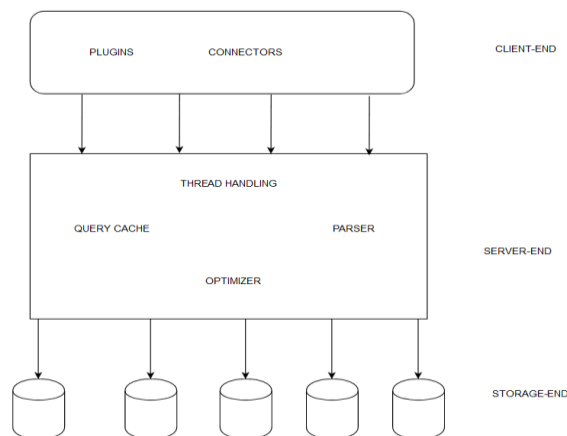 PLUGINS CONNECTORS CLIENT-END
THREAD HANDLING
QUERY CACHE PARSER
SERVER-END
OPTIMIZER
STORAGE-END